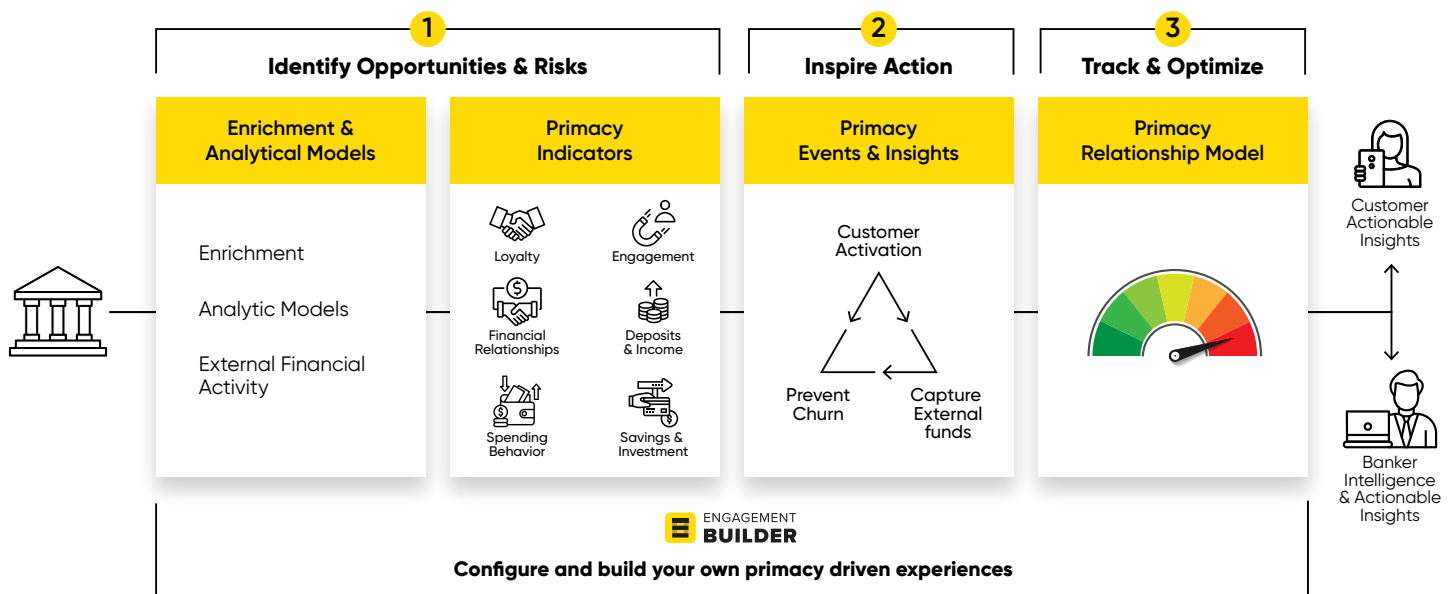 1
2
3
Identify Opportunities & Risks
Inspire Action
Track & Optimize
Enrichment &
Analytical Models
Primacy
Indicators
Primacy
Events & Insights
Primacy
Relationship Model
Enrichment
Analytic Models
External Financial
Activity
Loyalty
Engagement
Financial
Relationships
Deposits
& Income
Spending
Behavior
Savings &
Investment
Customer
Activation
Prevent
Churn
Capture
External
funds
Customer
Actionable
Insights
Banker
Intelligence
& Actionable
Insights
ENGAGEMENT
BUILDER
Configure and build your own primacy driven experiences